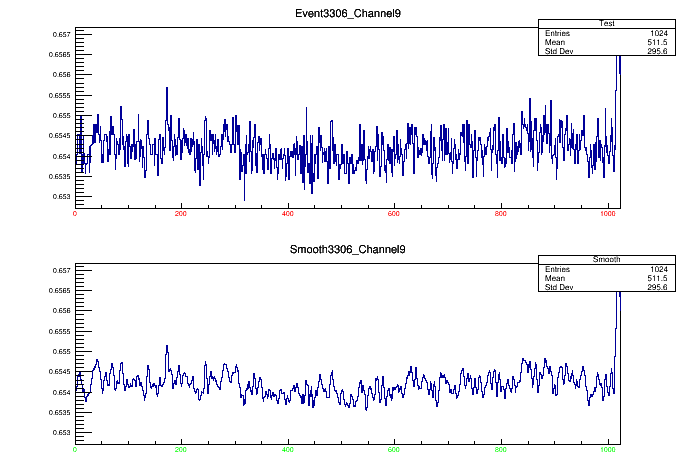 Event3306_Channel9
Test
Entries 1024
Mean 511.5
Std Dev 295.6
0.657
0.6565
0.656
0.6555
0.655
0.6545
0.654
0.6535
0.653
0 200 400 600 800 1000
Smooth3306_Channel9
Smooth
Entries 1024
Mean 511.5
Std Dev 295.6
0.657
0.6565
0.656
0.6555
0.655
0.6545
0.654
0.6535
0.653
0 200 400 600 800 1000